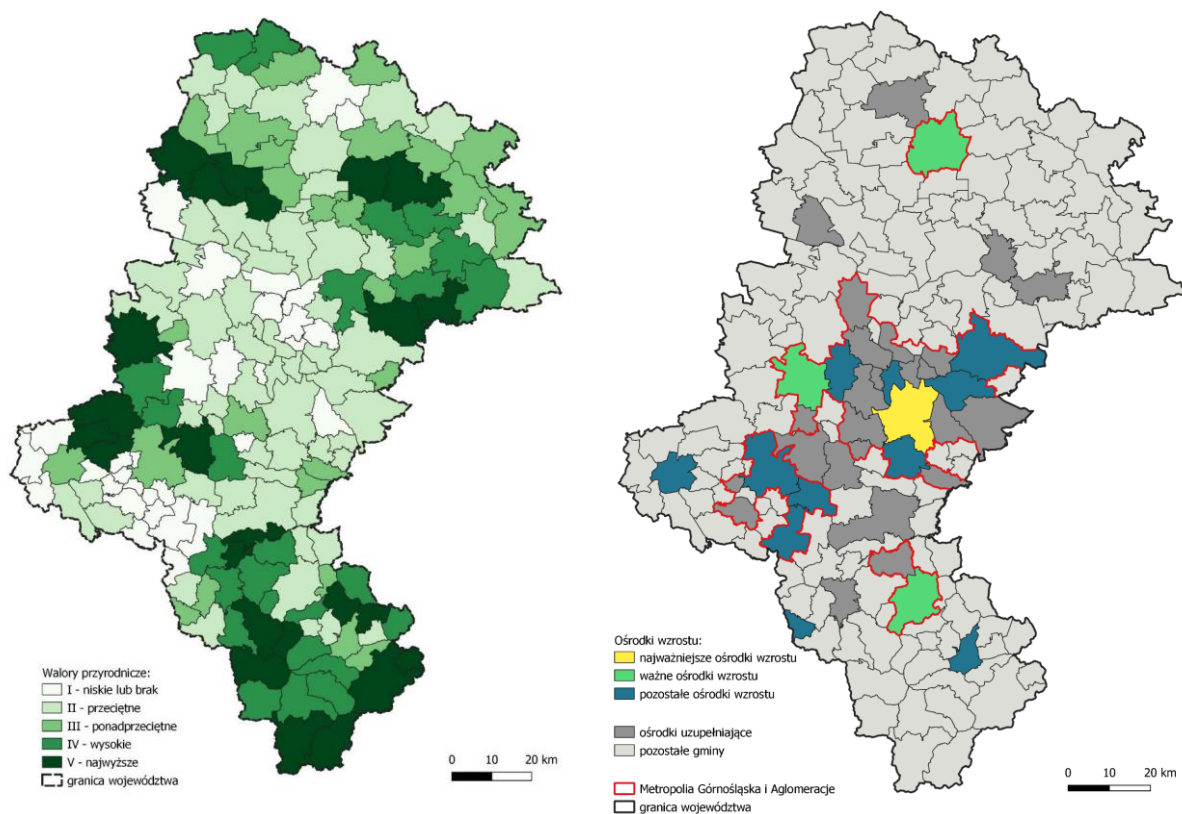 Walory przyrodnicze:
I - niskie lub brak
II - przeciętne
III - ponadprzeciętne
IV - wysokie
V - najwyższe
granica województwa
0 10 20 km
Ośrodki wzrostu:
najważniejsze ośrodki wzrostu
ważne ośrodki wzrostu
pozostałe ośrodki wzrostu
ośrodki uzupełniające
pozostałe gminy
Metropolia Górnośląska i Aglomeracje
granica województwa
0 10 20 km